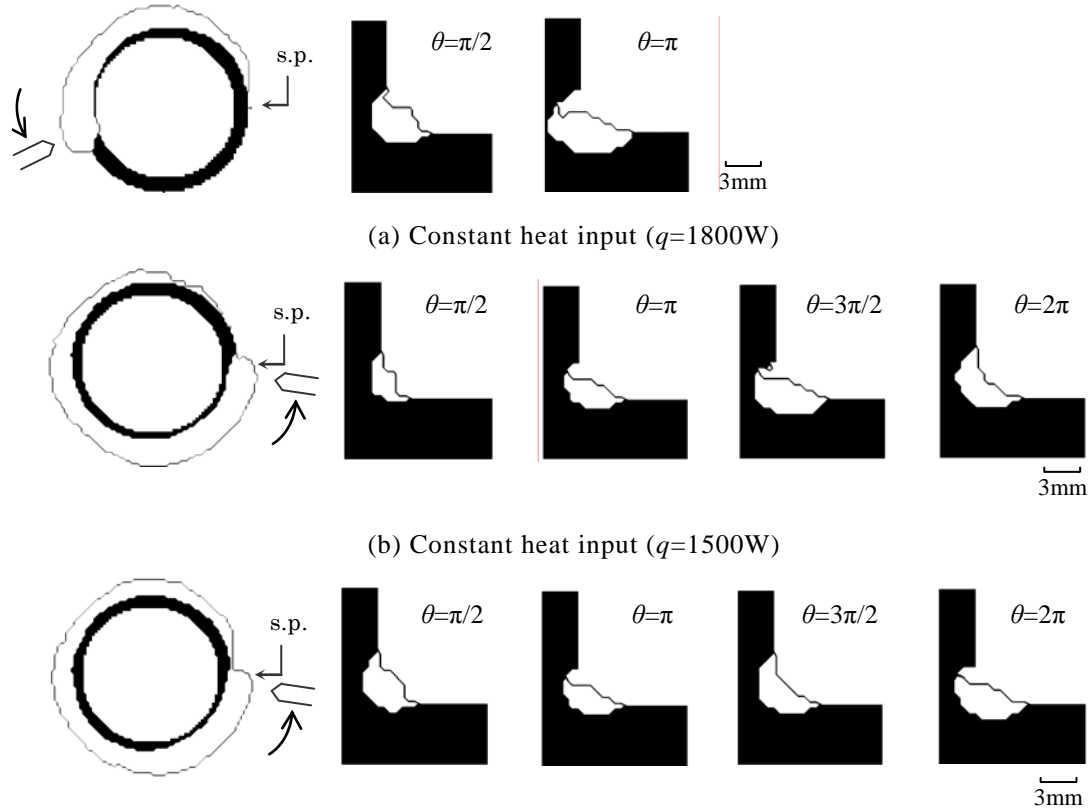 s.p.
θ=π/2
θ=π
3mm
(a) Constant heat input (q=1800W)
s.p.
θ=π/2
θ=π
θ=3π/2
θ=2π
3mm
(b) Constant heat input (q=1500W)
s.p.
θ=π/2
θ=π
θ=3π/2
θ=2π
3mm